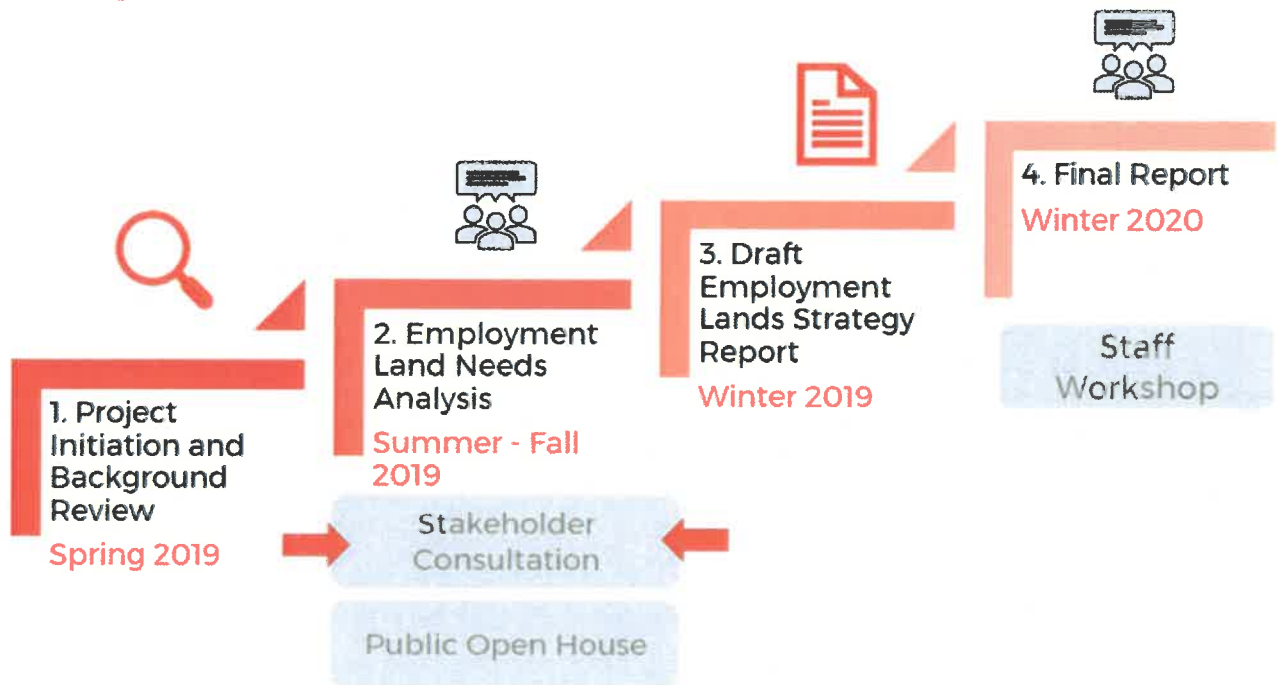 1. Project
Initiation and
Background
Review
Spring 2019
2. Employment
Land Needs
Analysis
Summer - Fall
2019
Stakeholder
Consultation
Public Open House
3. Draft
Employment
Lands Strategy
Report
Winter 2019
4. Final Report
Winter 2020
Staff
Workshop